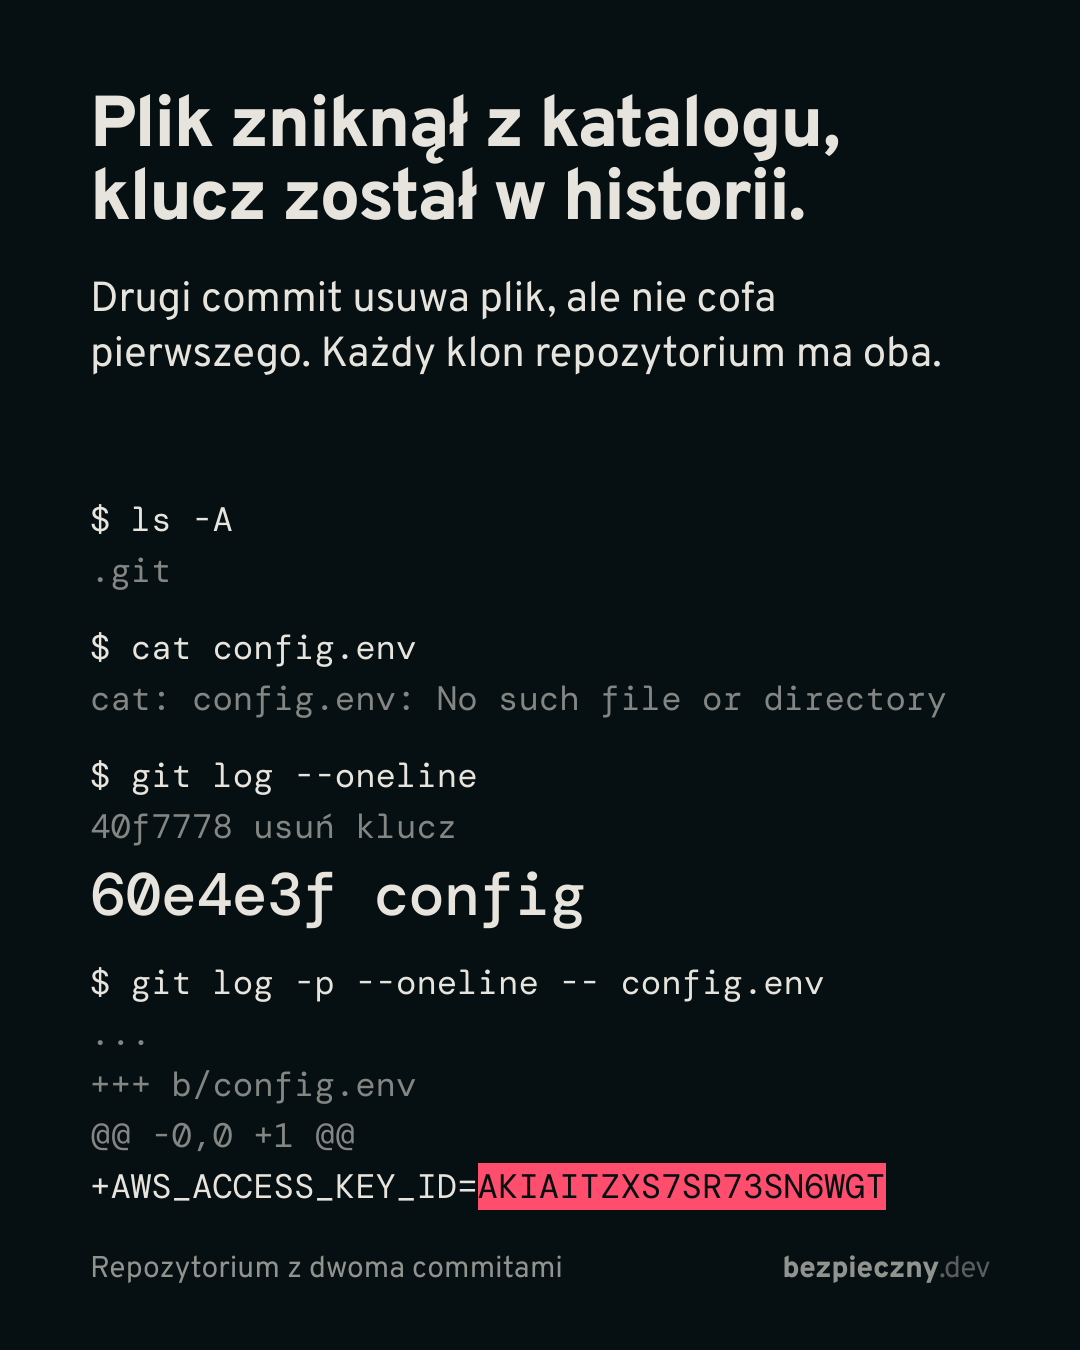 Plik zniknął z katalogu,
klucz został w historii.
Drugi commit usuwa plik, ale nie cofa
pierwszego. Każdy klon repozytorium ma oba.
$ ls -A
.git
$ cat config.env
cat: config.env: No such file or directory
$ git log --oneline
40f7778 usuń klucz
60e4e3f config
$ git log -p --oneline -- config.env
...
+++ b/config.env
@@ -0,0 +1 @@
+AWS_ACCESS_KEY_ID=AKIAITZXS7SR73SN6WGT
Repozytorium z dwoma commitami
bezpieczny.dev